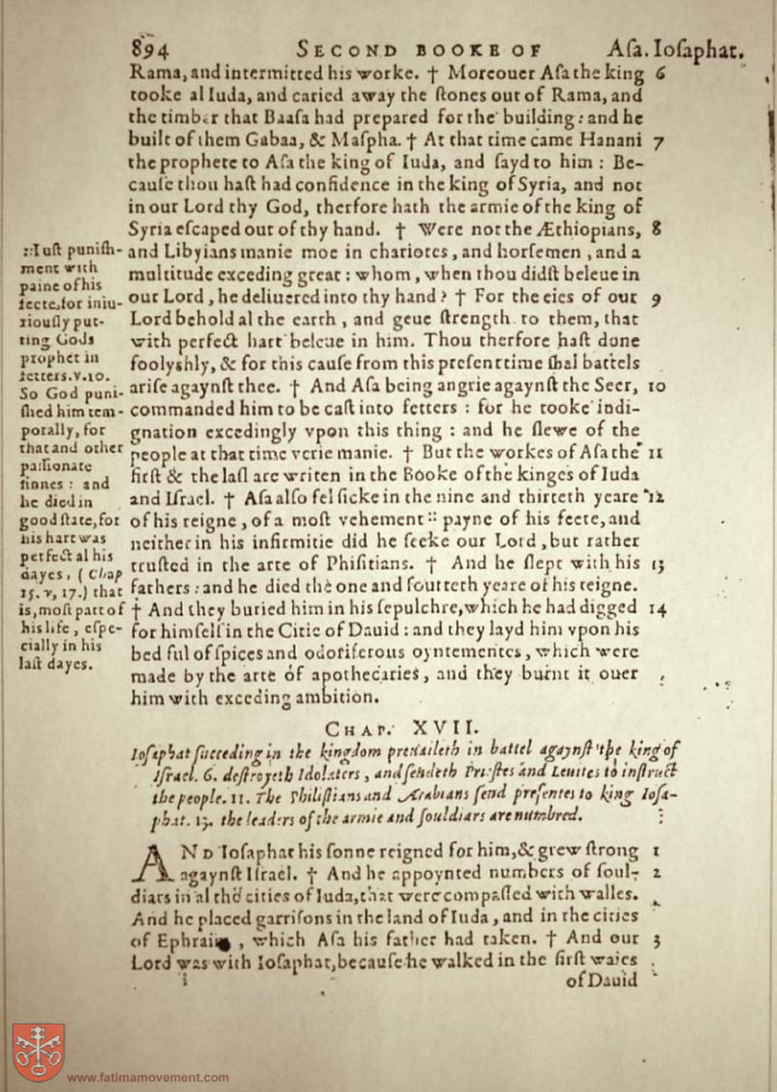 894 SECOND BOOKE OF Aſa. Ioſaphat.
Rama, and intermitted his worke. † Moreouer Aſa the king 6
tooke al Iuda, and caried away the ſtones out of Rama, and
the timber that Baaſa had prepared for the building: and he
built of them Gabaa, & Maſpha. † At that time came Hanani 7
the prophete to Aſa the king of Iuda, and ſayd to him: Be-
cauſe thou haſt had confidence in the king of Syria, and not
in our Lord thy God, therfore hath the armie of the king of
Syria eſcaped out of thy hand. † Were not the Æthiopians, 8
and Libyians manie moe in chariotes, and horſemen, and a
multitude exceding great: whom, when thou didſt beleue in
our Lord, he deliuered into thy hand? † For the eies of our 9
Lord behold al the earth, and geue ſtrength to them, that
with perfect hart beleue in him. Thou therfore haſt done
foolyſhly, & for this cauſe from this preſent time ſhal battels
ariſe agaynſt thee. † And Aſa being angrie agaynſt the Seer, 10
commanded him to be caſt into fetters: for he tooke indi-
gnation excedingly vpon this thing: and he ſlewe of the
people at that time verie manie. † But the workes of Aſa the 11
firſt & the laſt are writen in the Booke of the kinges of Iuda
and Iſrael. † Aſa alſo fel ſicke in the nine and thirteth yeare 12
of his reigne, of a moſt vehement :: payne of his feete, and
neither in his infirmitie did he ſeeke our Lord, but rather
truſted in the arte of Phiſitians. † And he ſlept with his 13
fathers: and he died the one and fourteth yeare of his reigne.
† And they buried him in his ſepulchre, which he had digged 14
for himſelf in the Citie of Dauid: and they layd him vpon his
bed ful of ſpices and odoriferous oyntementes, which were
made by the arte of apothecaries, and they burnt it ouer
him with exceding ambition.
:: Iuſt puniſh-
ment with
paine of his
feete, for iniu-
riouſly put-
ting Gods
prophet in
fetters. v. 10.
So God puni-
ſhed him tem-
porally, for
that and other
paſſionate
ſinnes: and
he died in
good ſtate, for
his hart was
perfect al his
dayes, (Chap
15. v, 17.) that
is, moſt part of
his life, eſpe-
cially in his
laſt dayes.
CHAP. XVII.
Ioſaphat ſucceding in the kingdom preuaileth in battel agaynſt the king of
Iſrael. 6. deſtroyeth Idolaters, and ſendeth Prieſtes and Leuites to inſtruct
the people. 11. The Philiſtians and Arabians ſend preſentes to king Ioſa-
phat. 13. the leaders of the armie and ſouldiars are numbred.
AND Ioſaphat his ſonne reigned for him, & grew ſtrong 1
agaynſt Iſrael. † And he appoynted numbers of ſoul- 2
diars in al the cities of Iuda, that were compaſſed with walles.
And he placed garriſons in the land of Iuda, and in the cities
of Ephraim, which Aſa his father had taken. † And our 3
Lord was with Ioſaphat, becauſe he walked in the firſt waies
of Dauid
www.fatimamovement.com